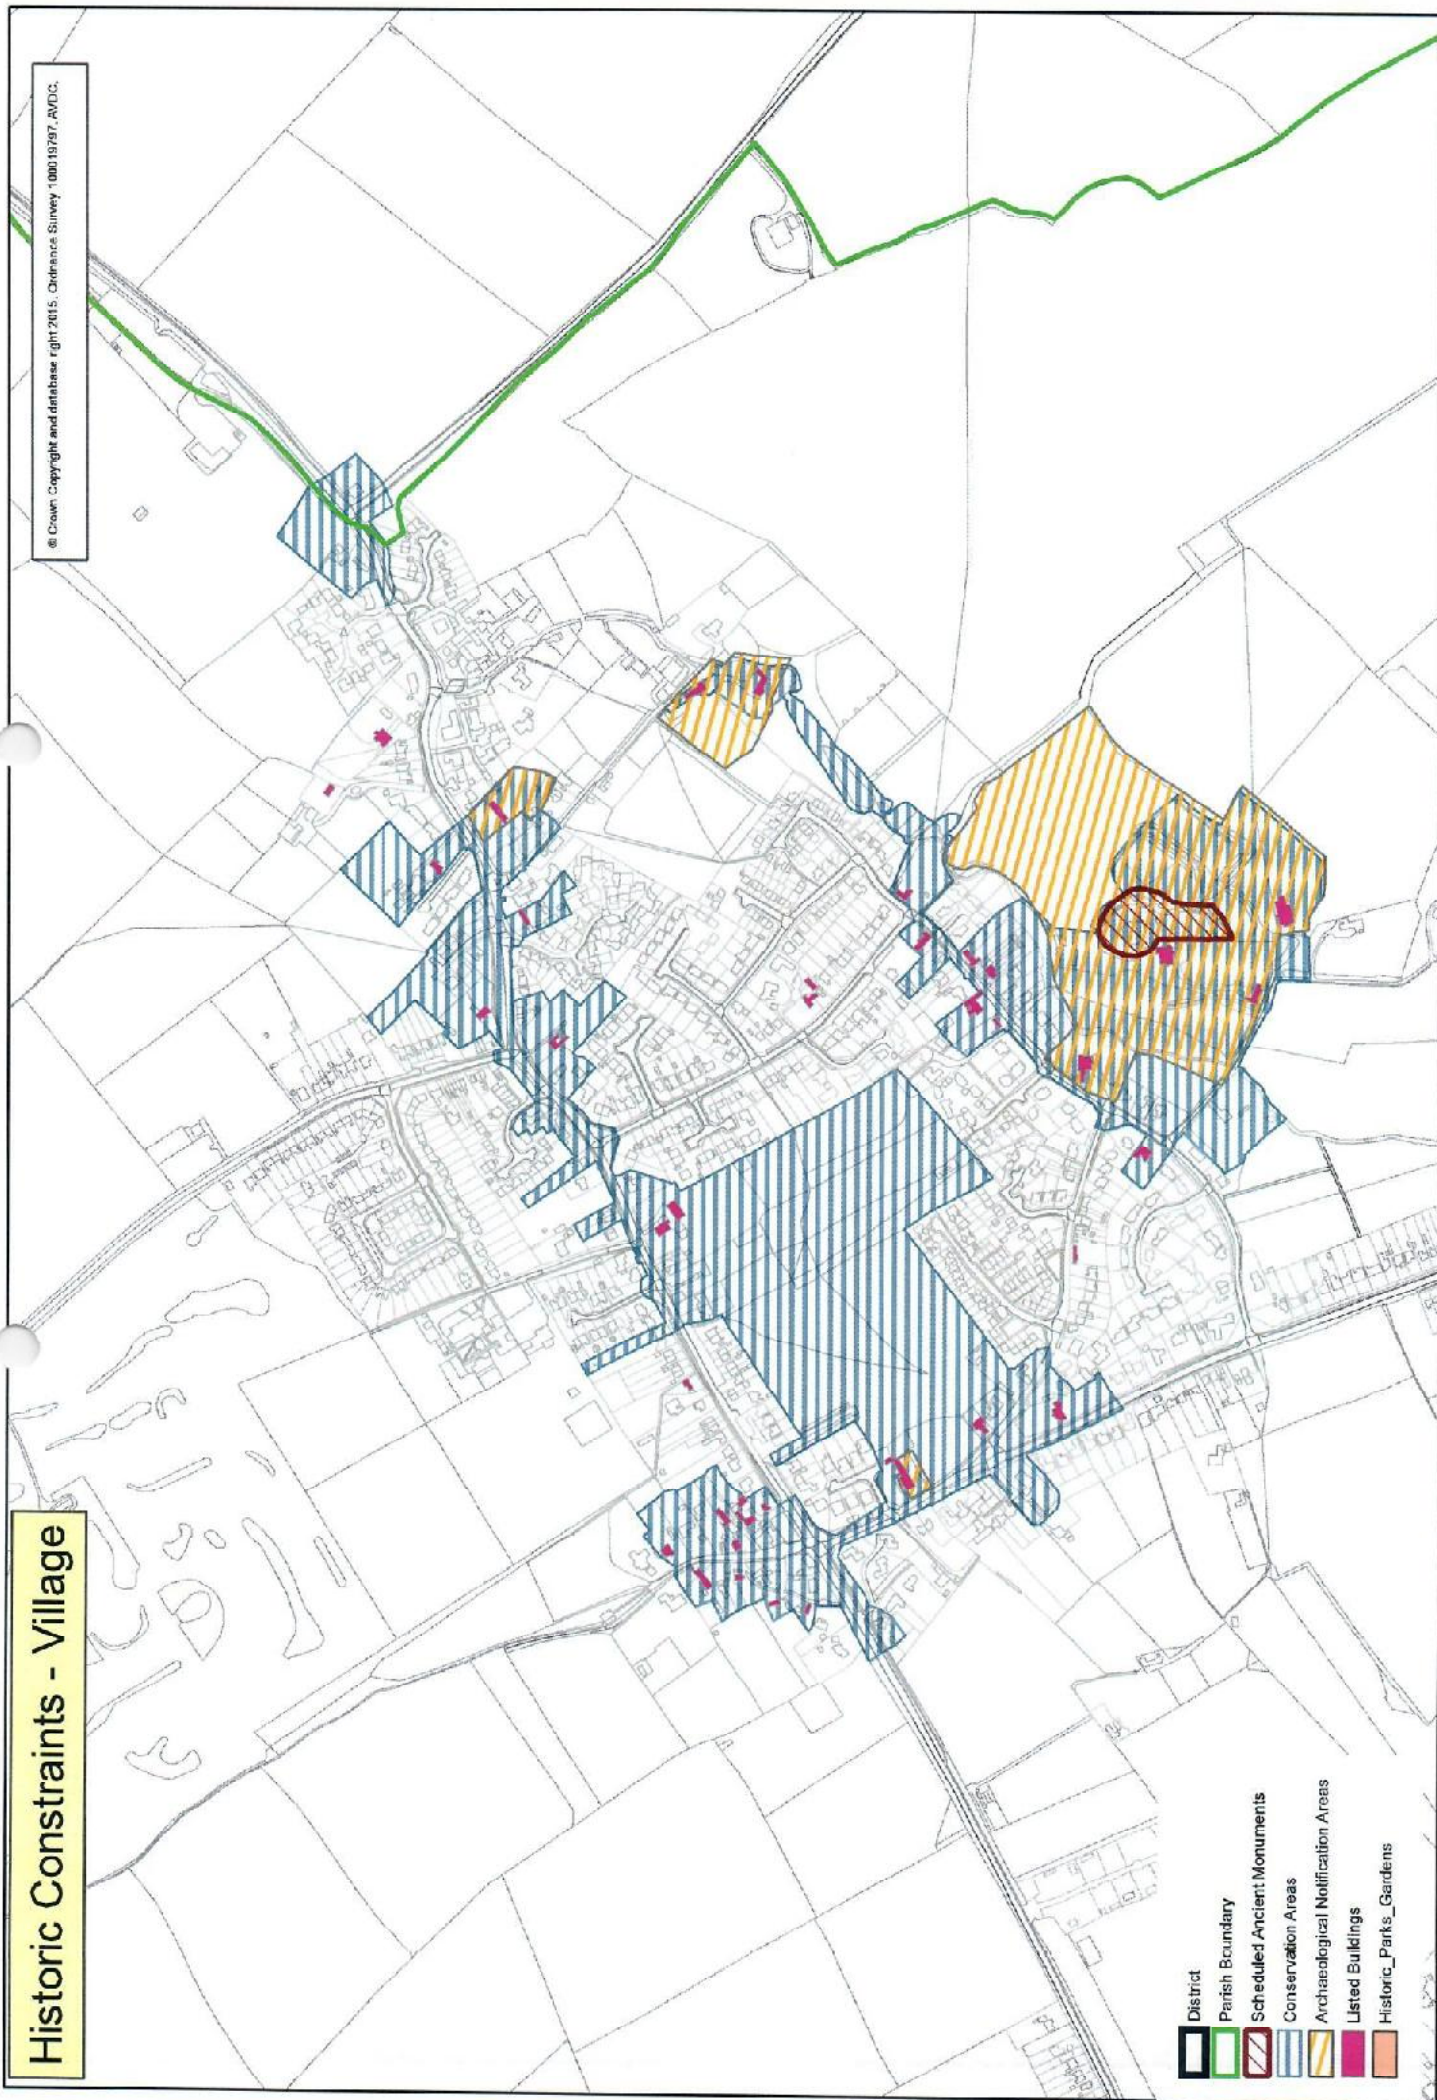 Historic Constraints - Village
© Crown Copyright and database right 2015. Ordnance Survey 100019797. AVDC.
District
Parish Boundary
Scheduled Ancient Monuments
Conservation Areas
Archaeological Notification Areas
Listed Buildings
Historic_Parks_Gardens